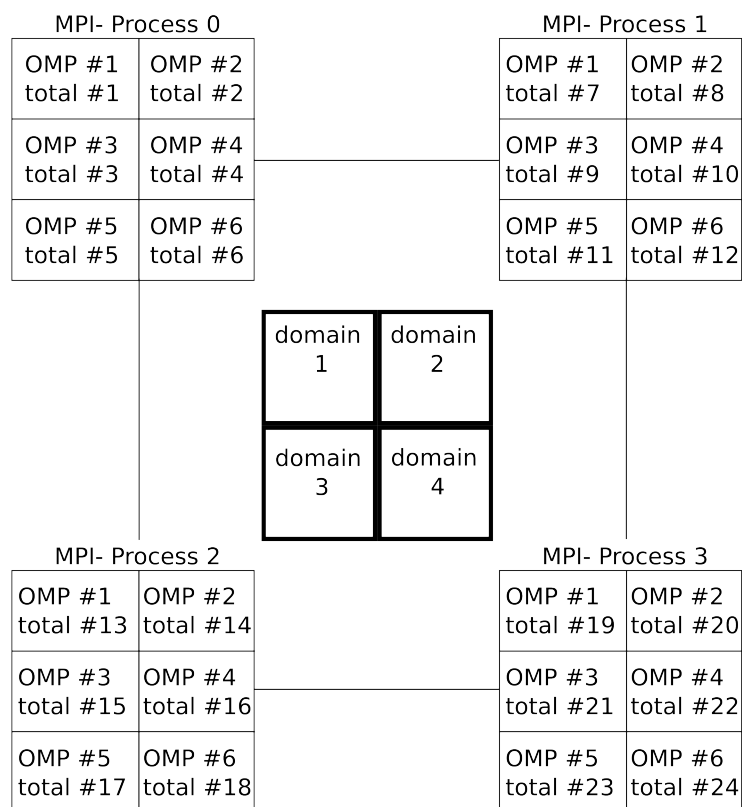 MPI- Process 0
OMP #1
total #1
OMP #2
total #2
OMP #3
total #3
OMP #4
total #4
OMP #5
total #5
OMP #6
total #6
MPI- Process 1
OMP #1
total #7
OMP #2
total #8
OMP #3
total #9
OMP #4
total #10
OMP #5
total #11
OMP #6
total #12
domain
1
domain
2
domain
3
domain
4
MPI- Process 2
OMP #1
total #13
OMP #2
total #14
OMP #3
total #15
OMP #4
total #16
OMP #5
total #17
OMP #6
total #18
MPI- Process 3
OMP #1
total #19
OMP #2
total #20
OMP #3
total #21
OMP #4
total #22
OMP #5
total #23
OMP #6
total #24